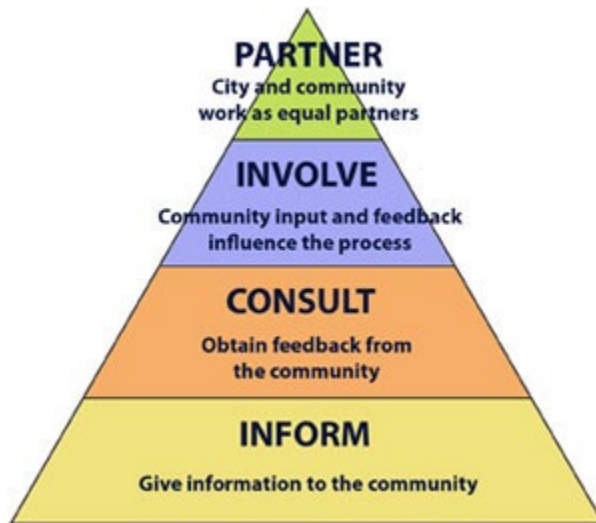 PARTNER
City and community
work as equal partners
INVOLVE
Community input and feedback
influence the process
CONSULT
Obtain feedback from
the community
INFORM
Give information to the community